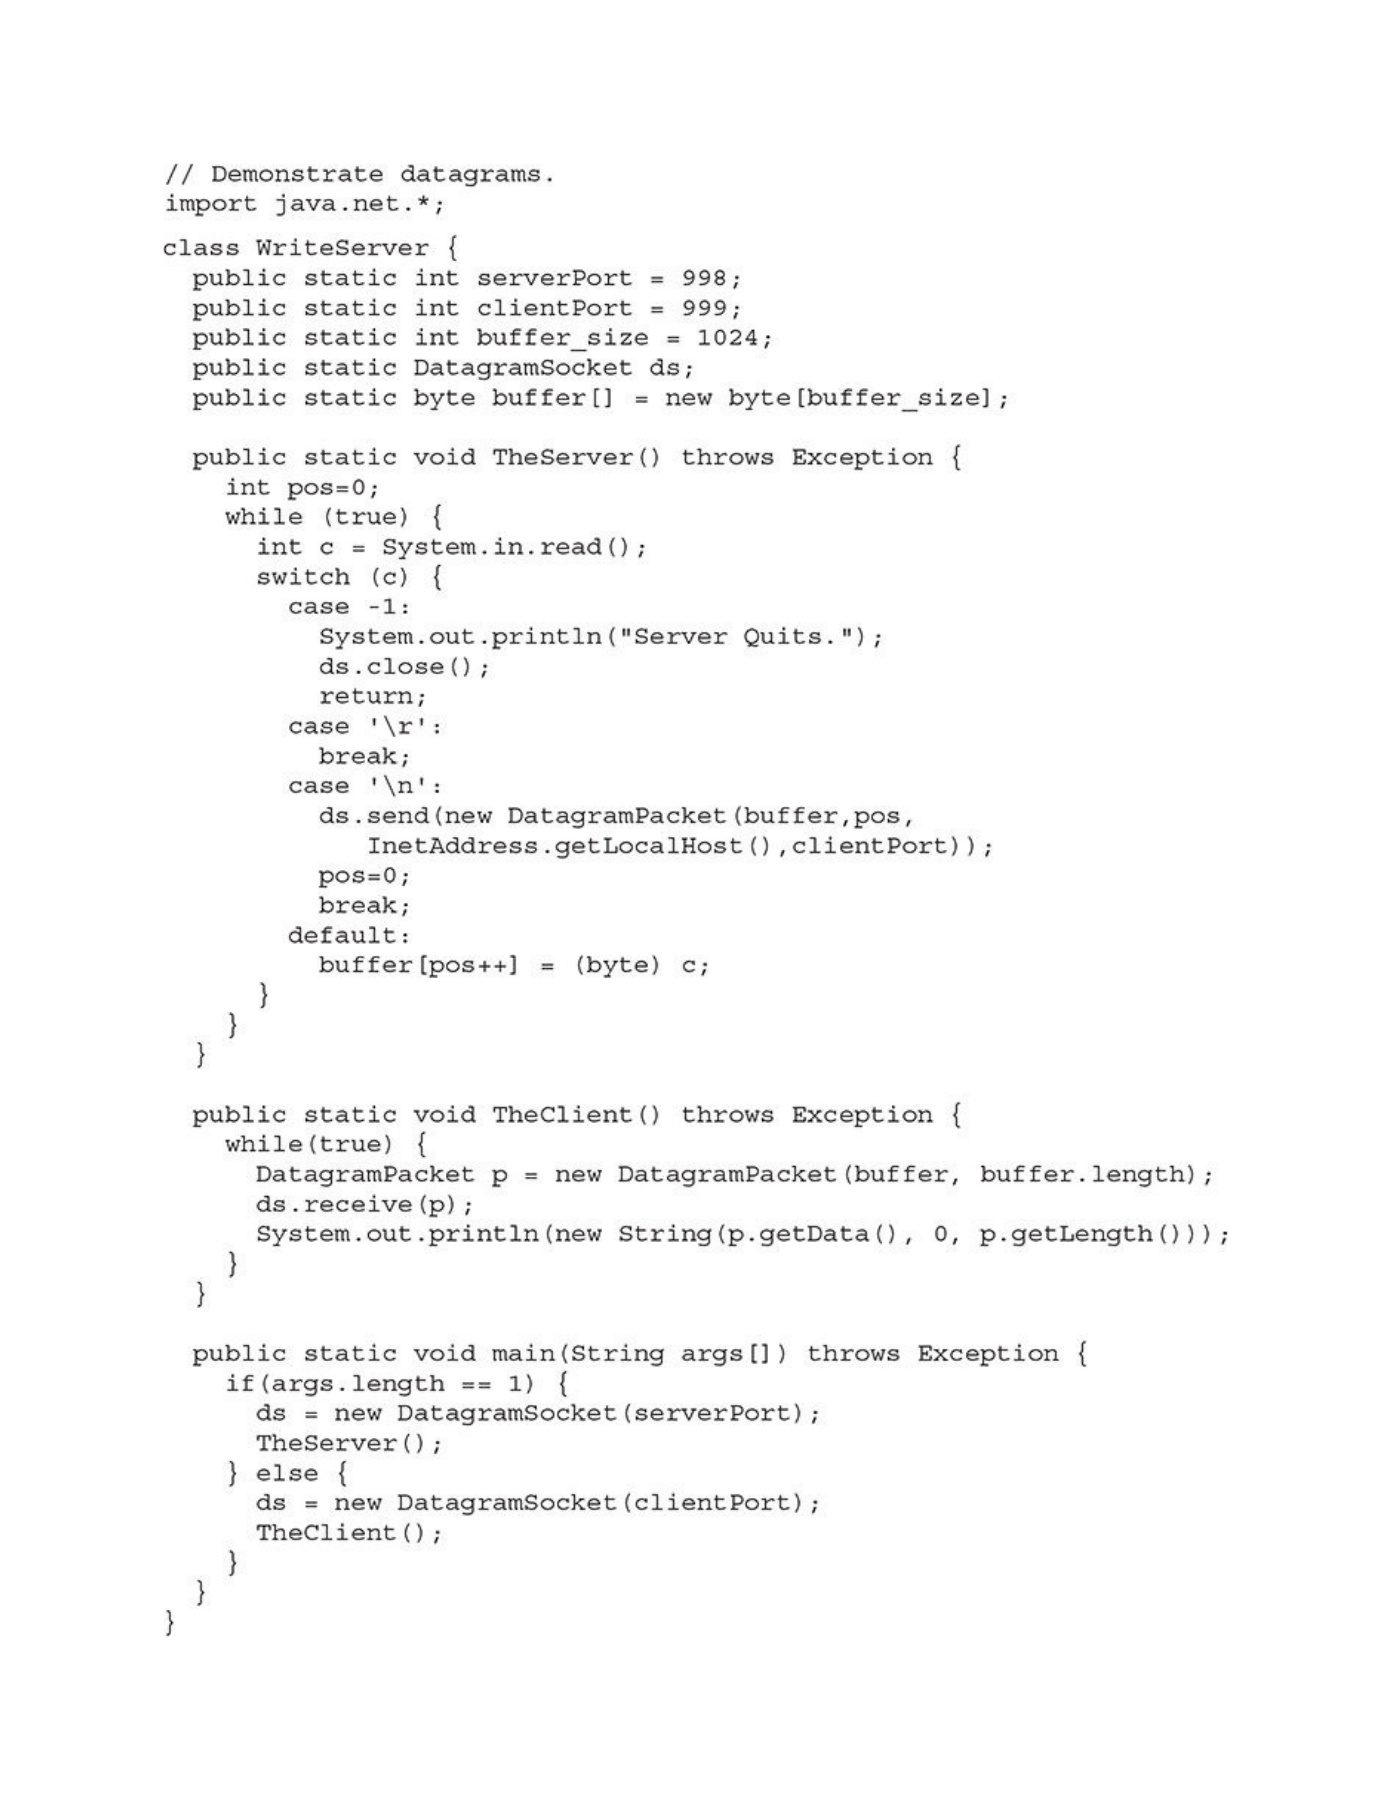 // Demonstrate datagrams.
import java.net.*;
class WriteServer {
  public static int serverPort = 998;
  public static int clientPort = 999;
  public static int buffer_size = 1024;
  public static DatagramSocket ds;
  public static byte buffer[] = new byte[buffer_size];
  public static void TheServer() throws Exception {
    int pos=0;
    while (true) {
      int c = System.in.read();
      switch (c) {
        case -1:
          System.out.println("Server Quits.");
          ds.close();
          return;
        case '\r':
          break;
        case '\n':
          ds.send(new DatagramPacket(buffer,pos,
             InetAddress.getLocalHost(),clientPort));
          pos=0;
          break;
        default:
          buffer[pos++] = (byte) c;
      }
    }
  }
  public static void TheClient() throws Exception {
    while(true) {
      DatagramPacket p = new DatagramPacket(buffer, buffer.length);
      ds.receive(p);
      System.out.println(new String(p.getData(), 0, p.getLength()));
    }
  }
  public static void main(String args[]) throws Exception {
    if(args.length == 1) {
      ds = new DatagramSocket(serverPort);
      TheServer();
    } else {
      ds = new DatagramSocket(clientPort);
      TheClient();
    }
  }
}